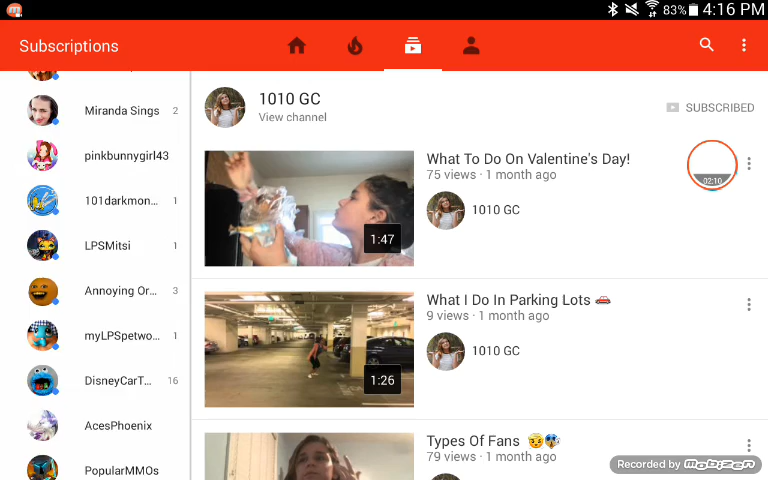 83% 4:16 PM
Subscriptions
Miranda Sings 2
pinkbunnygirl43
101darkmon... 1
LPSMitsi 1
Annoying Or... 3
myLPSpetwo... 1
DisneyCarT... 16
AcesPhoenix
PopularMMOs
1010 GC
View channel
SUBSCRIBED
What To Do On Valentine's Day!
75 views · 1 month ago
1010 GC
1:47
02:10
What I Do In Parking Lots 🚗
9 views · 1 month ago
1010 GC
1:26
Types Of Fans
79 views · 1 month ago
Recorded by mobizen